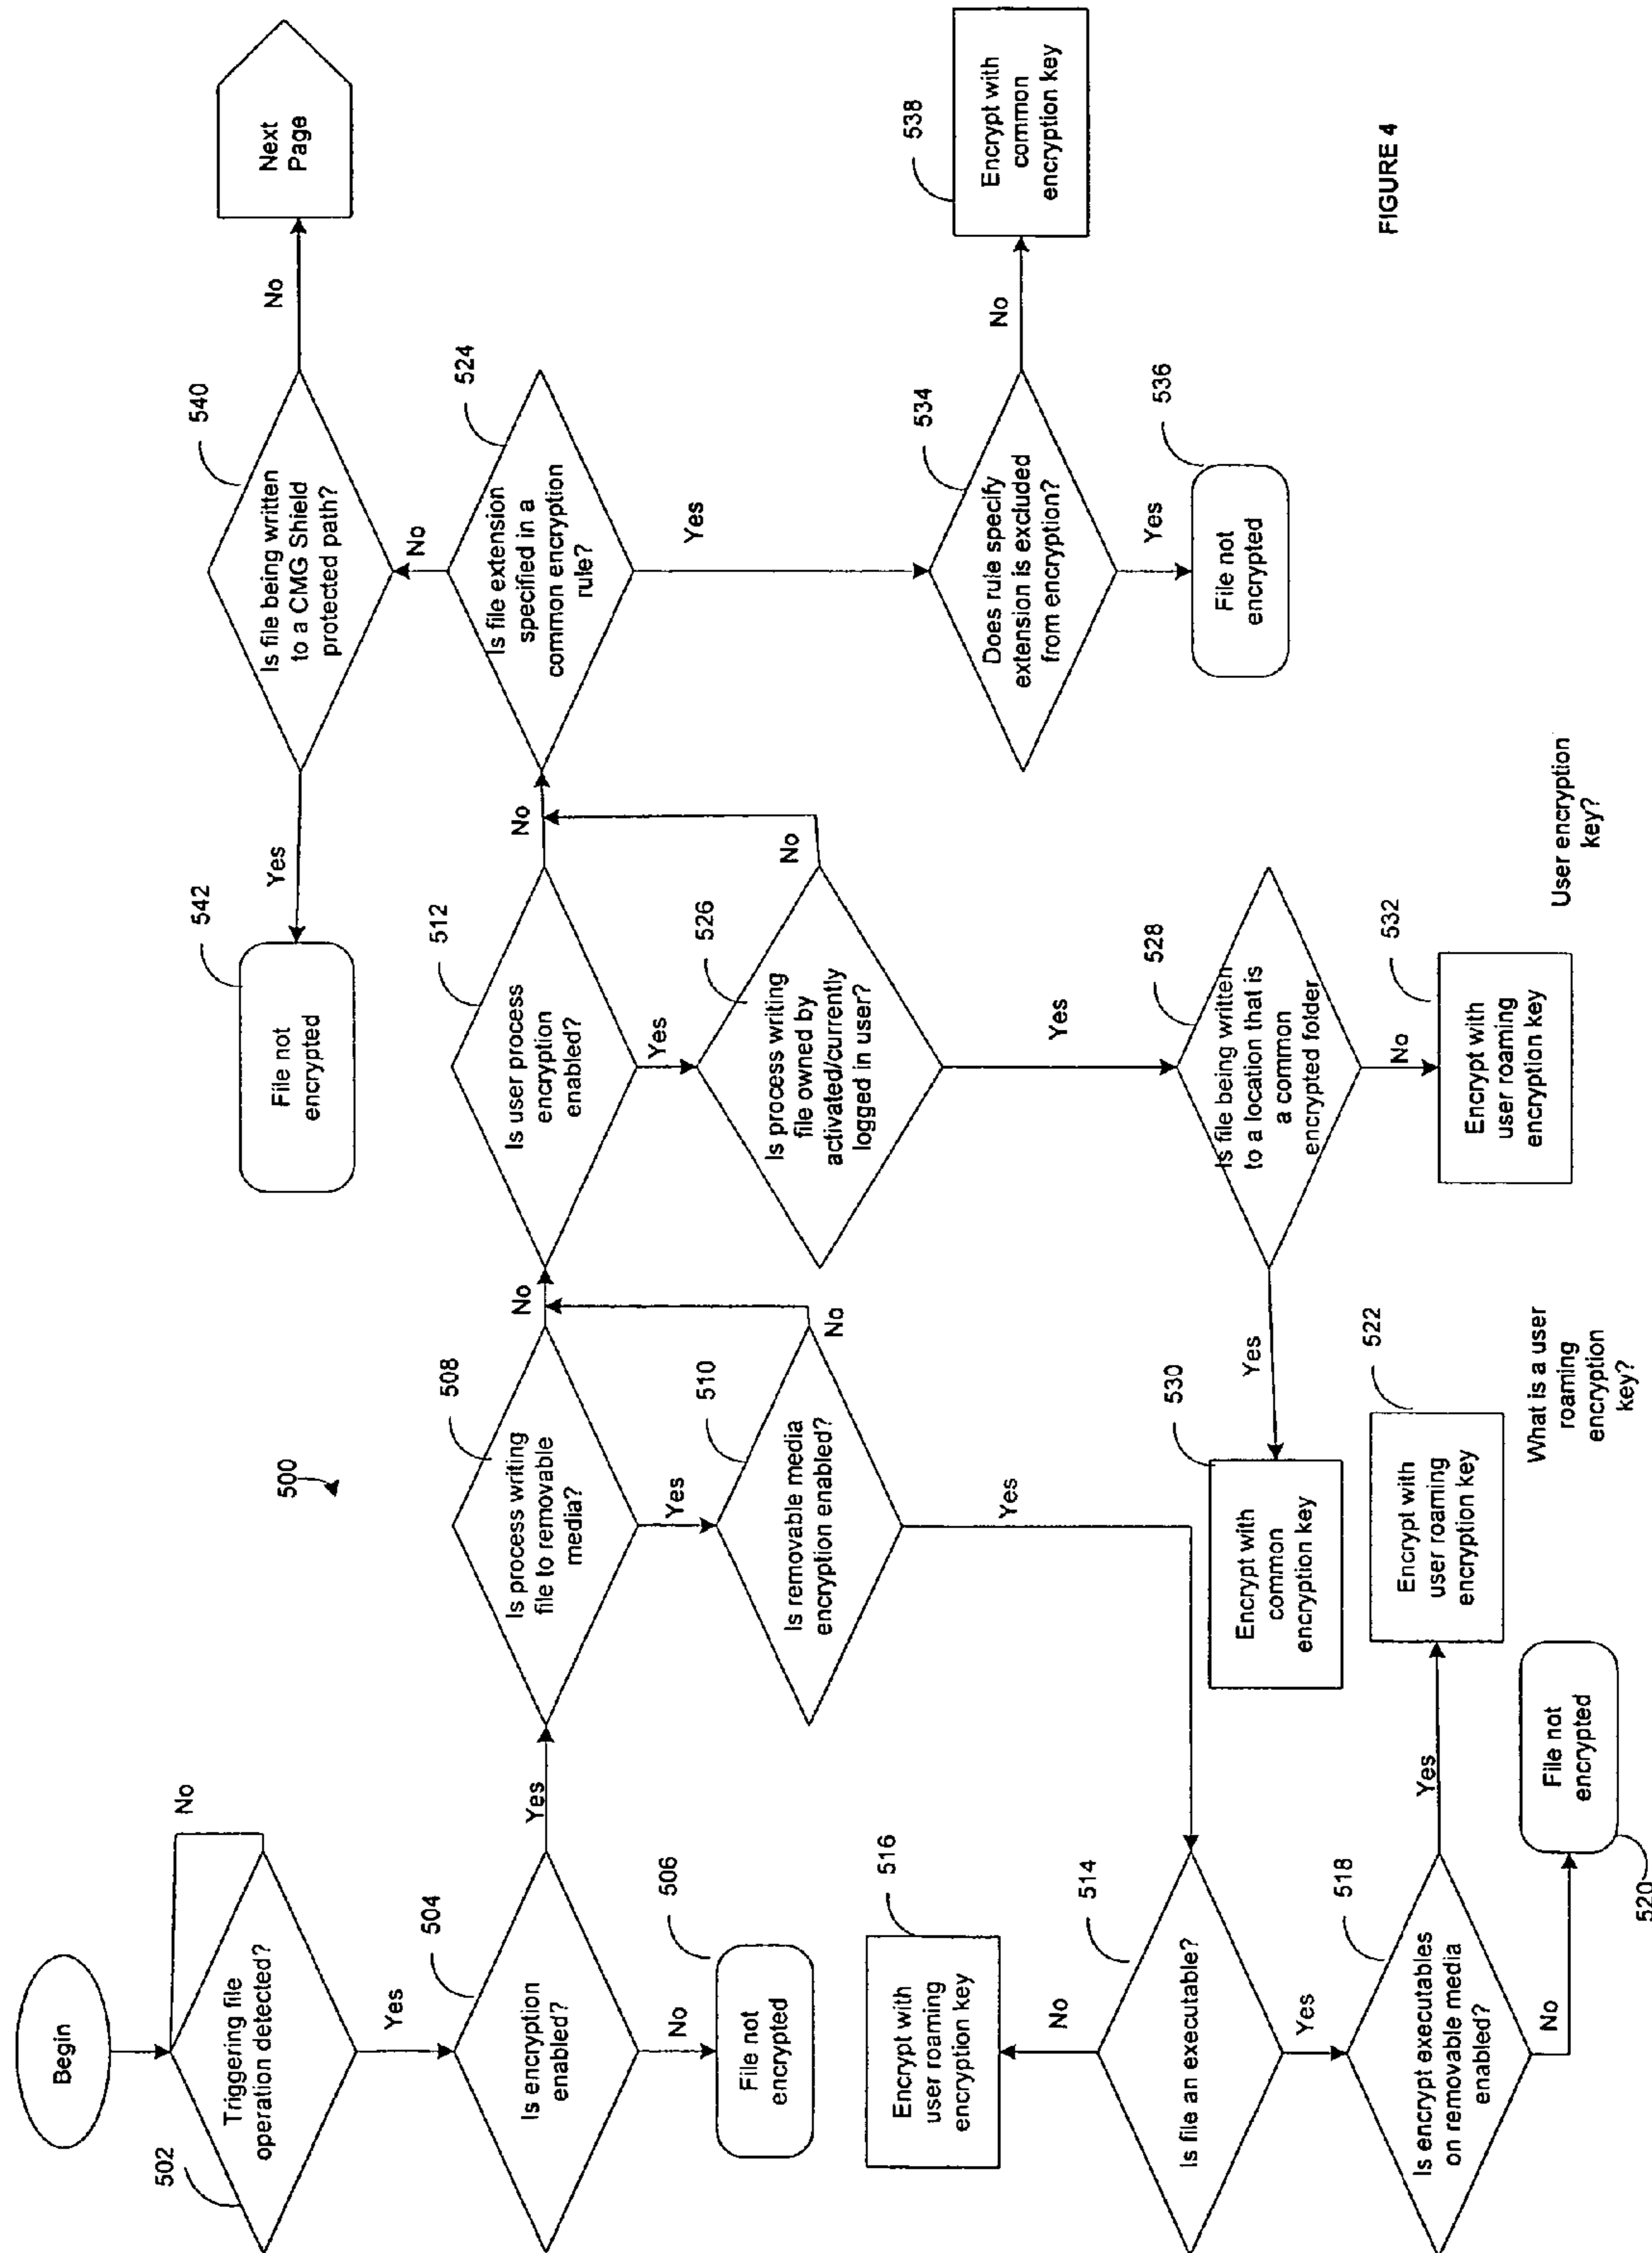 Begin
502
Triggering file
operation detected?
No
Yes
504
Is encryption
enabled?
Yes
No
506
File not
encrypted
500
508
Is process writing
file to removable
media?
No
Yes
510
Is removable media
encryption enabled?
No
Yes
512
Is user process
encryption
enabled?
No
Yes
526
Is process writing
file owned by
activated/currently
logged in user?
No
Yes
524
Is file extension
specified in a
common encryption
rule?
No
Yes
540
Is file being written
to a CMG Shield
protected path?
Yes
542
File not
encrypted
No
Next
Page
534
Does rule specify
extension is excluded
from encryption?
No
538
Encrypt with
common
encryption key
Yes
536
File not
encrypted
528
Is file being written
to a location that is
a common
encrypted folder
Yes
530
Encrypt with
common
encryption key
No
532
Encrypt with
user roaming
encryption key
User encryption
key?
514
Is file an executable?
No
516
Encrypt with
user roaming
encryption key
Yes
518
Is encrypt executables
on removable media
enabled?
Yes
522
Encrypt with
user roaming
encryption key
What is a user
roaming
encryption
key?
No
520
File not
encrypted
FIGURE 4